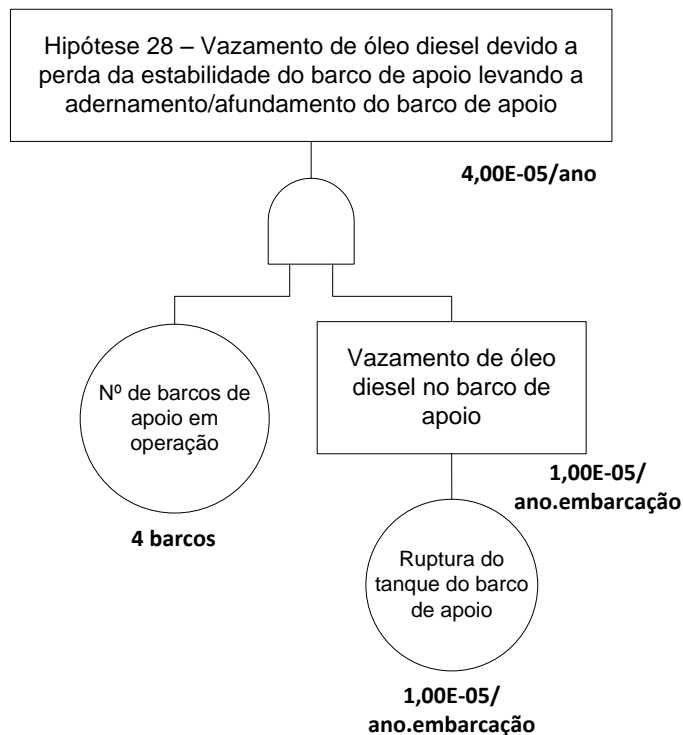 Hipótese 28 – Vazamento de óleo diesel devido a
perda da estabilidade do barco de apoio levando a
adernamento/afundamento do barco de apoio
4,00E-05/ano
Nº de barcos de
apoio em
operação
4 barcos
Vazamento de óleo
diesel no barco de
apoio
1,00E-05/
ano.embarcação
Ruptura do
tanque do barco
de apoio
1,00E-05/
ano.embarcação